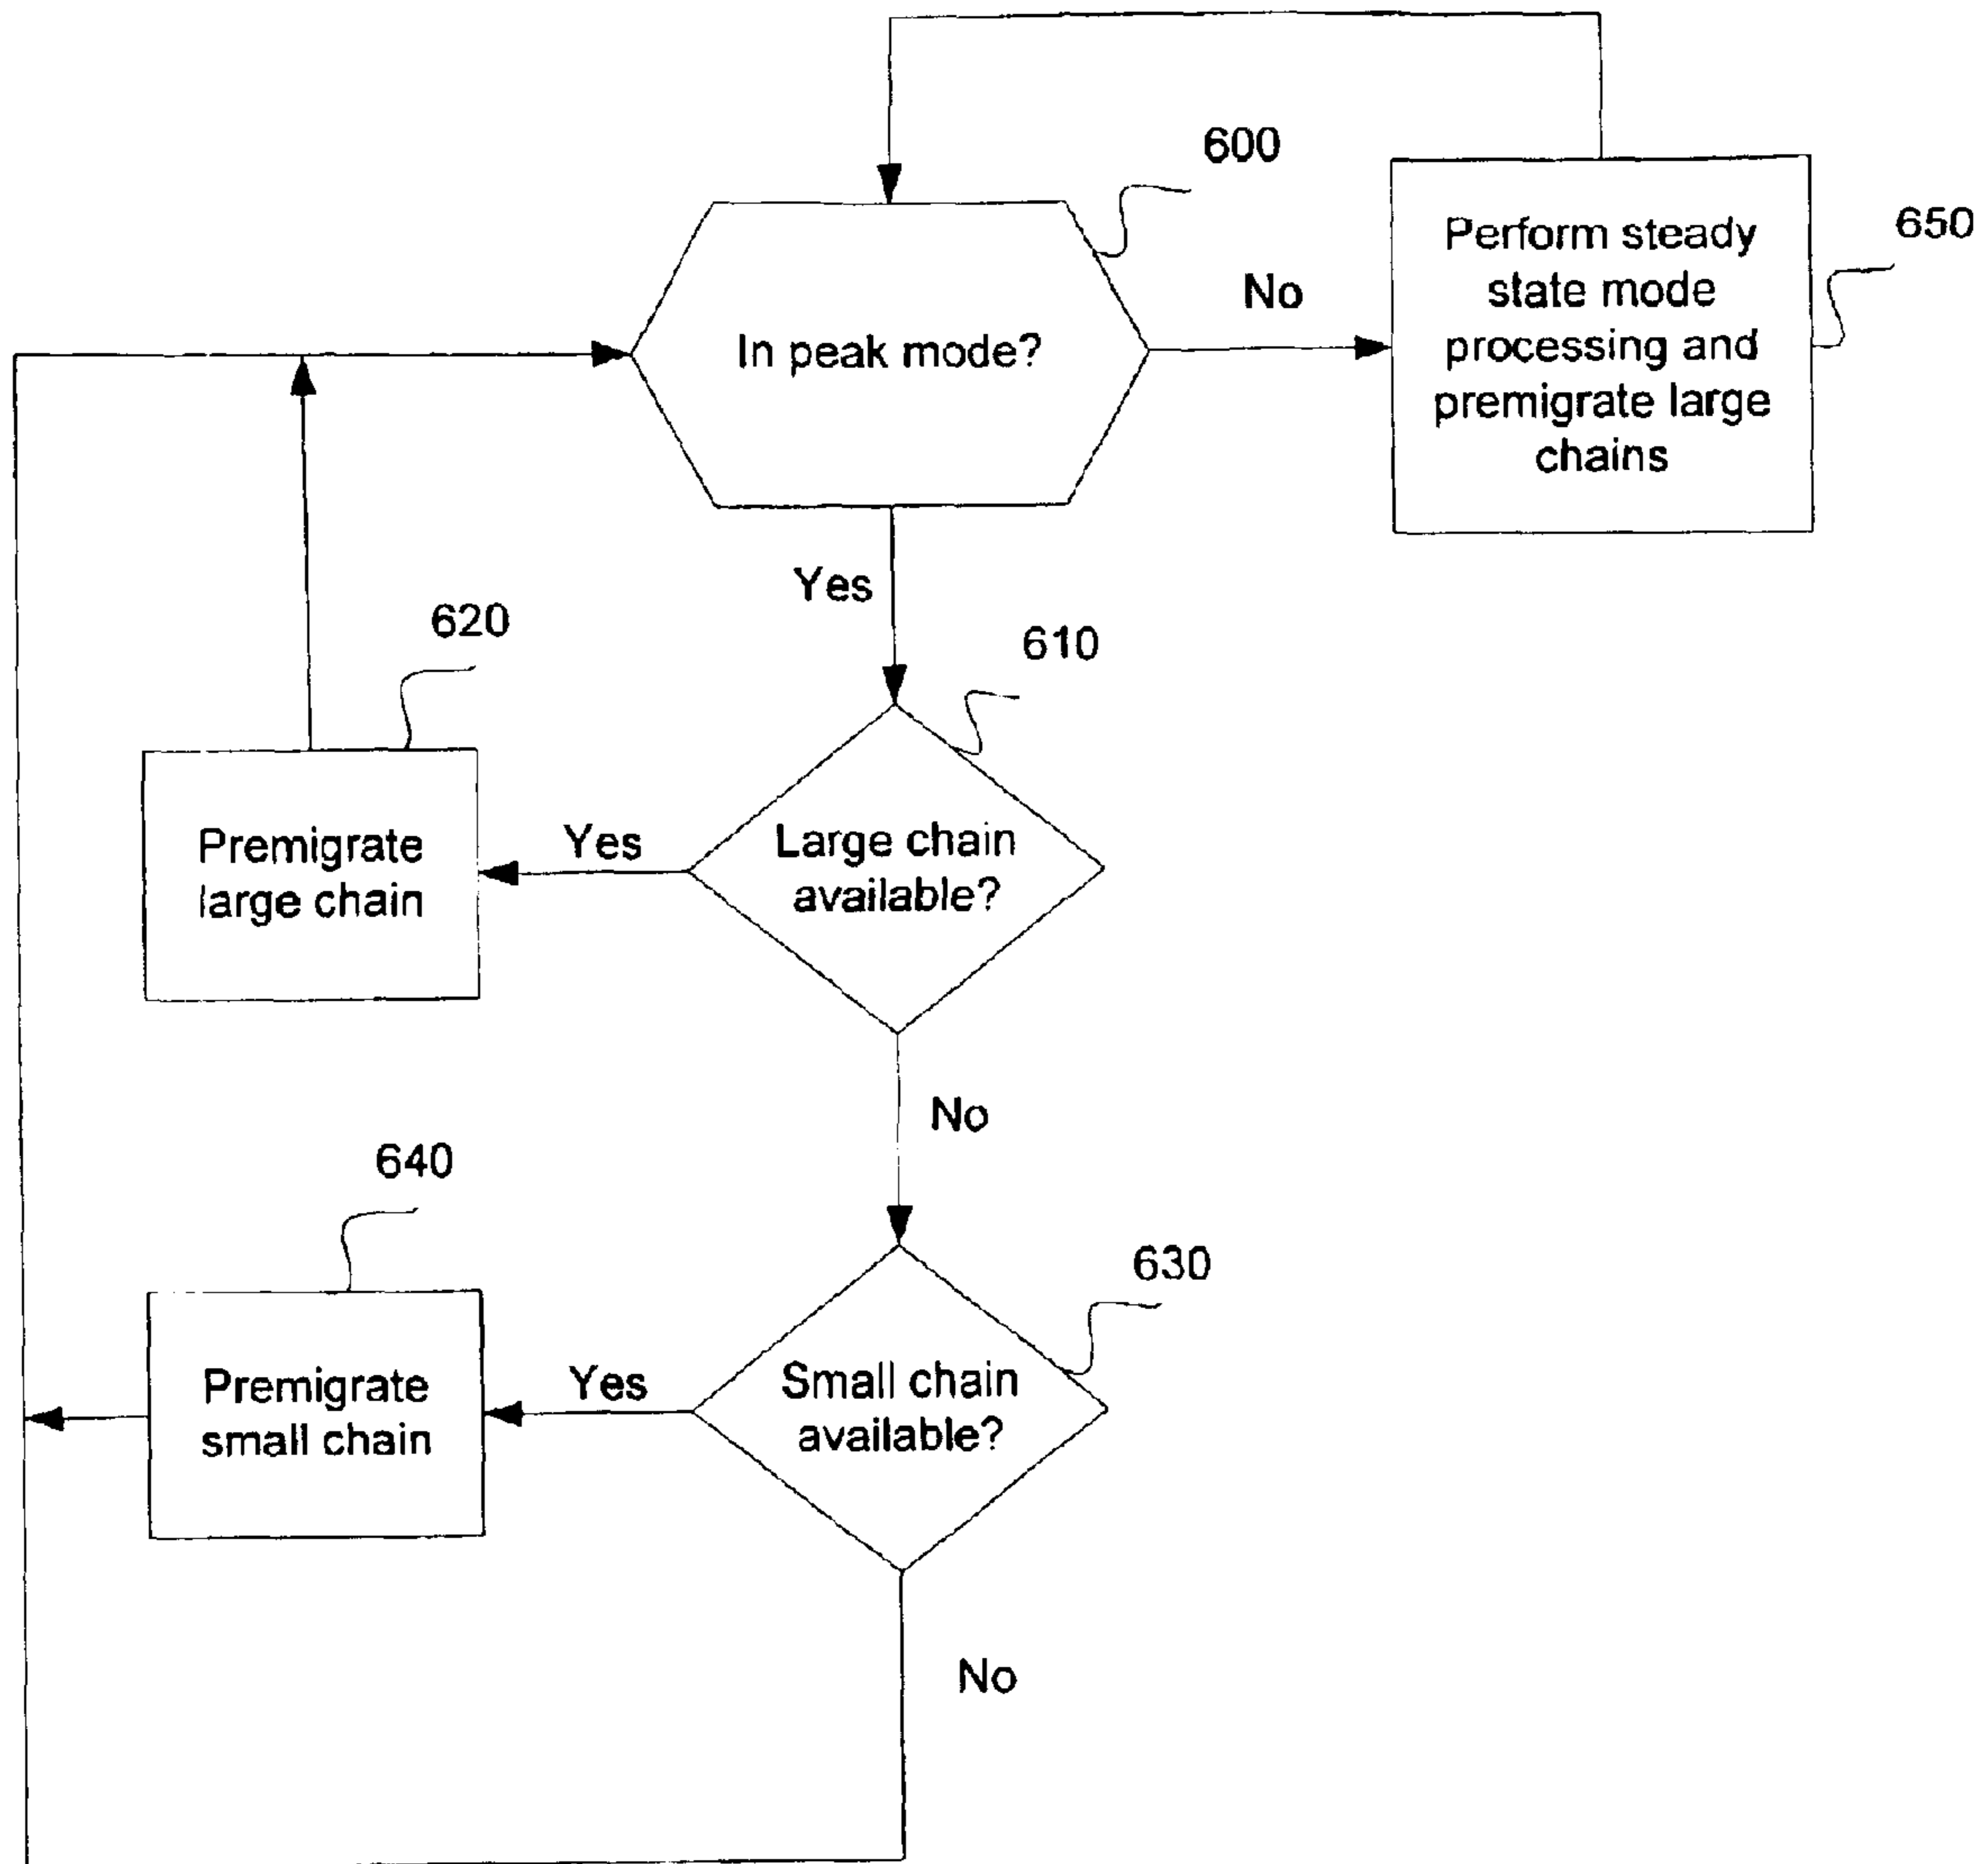 600
650
Perform steady
state mode
processing and
premigrate large
chains
No
In peak mode?
Yes
620
610
Premigrate
large chain
Yes
Large chain
available?
No
640
630
Premigrate
small chain
Yes
Small chain
available?
No